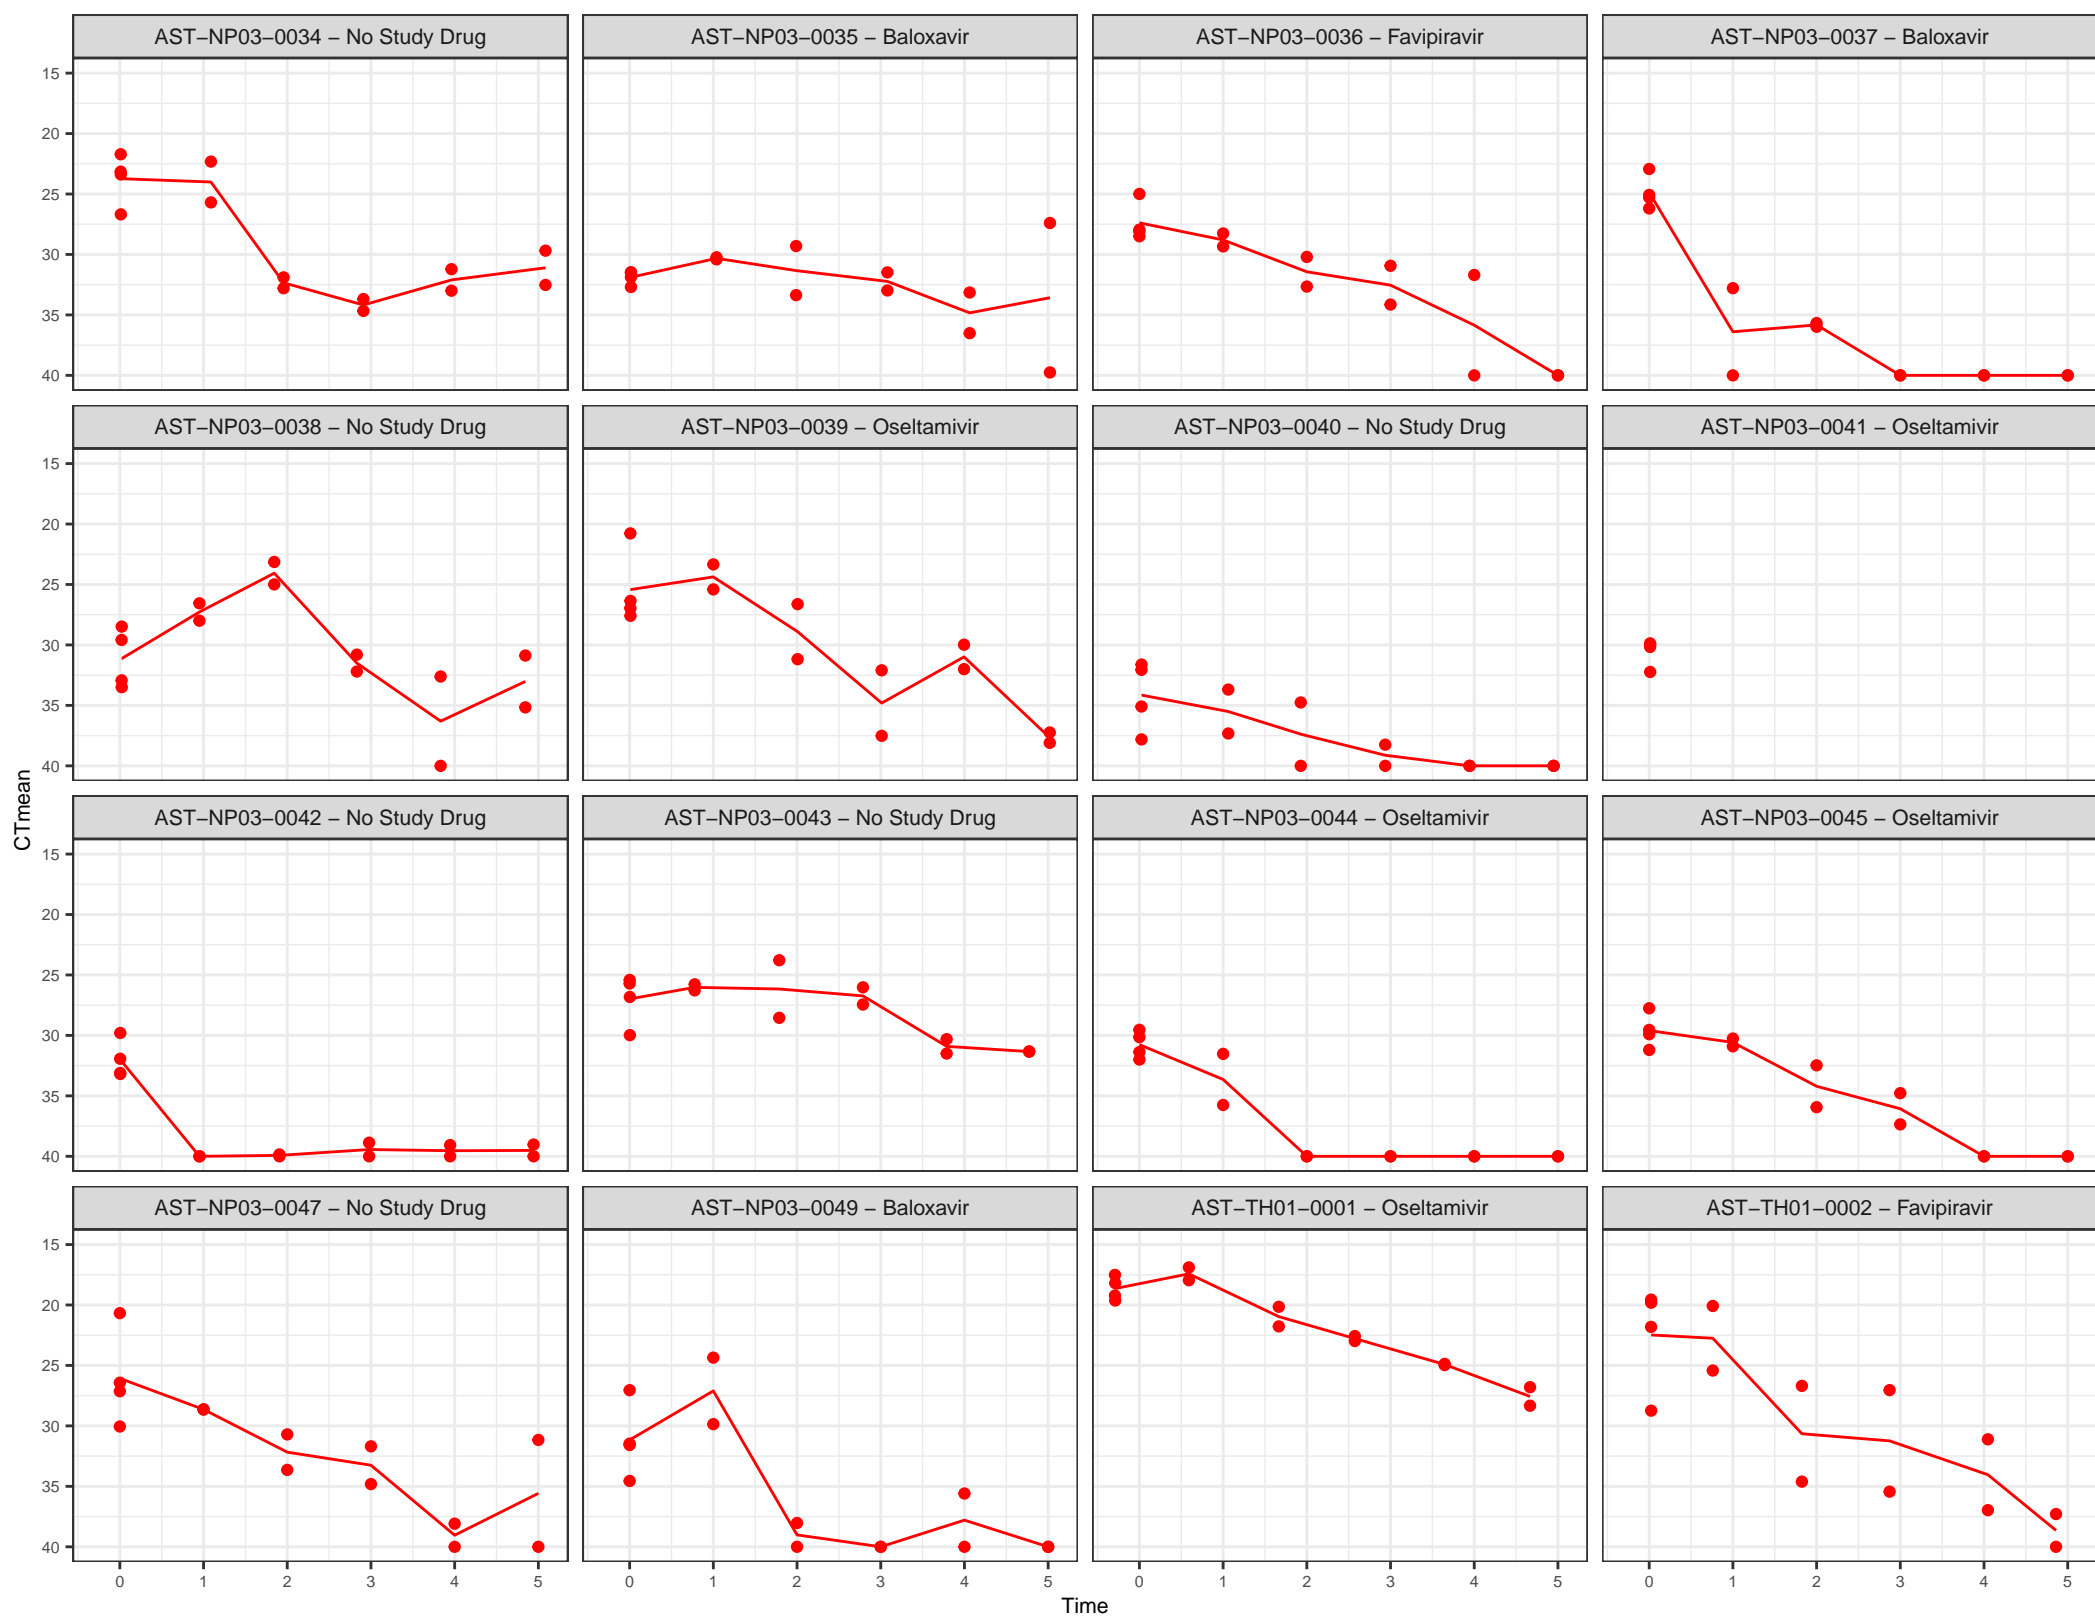 AST−NP03−0034 − No Study Drug
AST−NP03−0035 − Baloxavir
AST−NP03−0036 − Favipiravir
AST−NP03−0037 − Baloxavir
15
20
25
30
35
40
AST−NP03−0038 − No Study Drug
AST−NP03−0039 − Oseltamivir
AST−NP03−0040 − No Study Drug
AST−NP03−0041 − Oseltamivir
15
20
25
30
35
40
CTmean
AST−NP03−0042 − No Study Drug
AST−NP03−0043 − No Study Drug
AST−NP03−0044 − Oseltamivir
AST−NP03−0045 − Oseltamivir
15
20
25
30
35
40
AST−NP03−0047 − No Study Drug
AST−NP03−0049 − Baloxavir
AST−TH01−0001 − Oseltamivir
AST−TH01−0002 − Favipiravir
15
20
25
30
35
40
0 1 2 3 4 5
0 1 2 3 4 5
0 1 2 3 4 5
0 1 2 3 4 5
Time